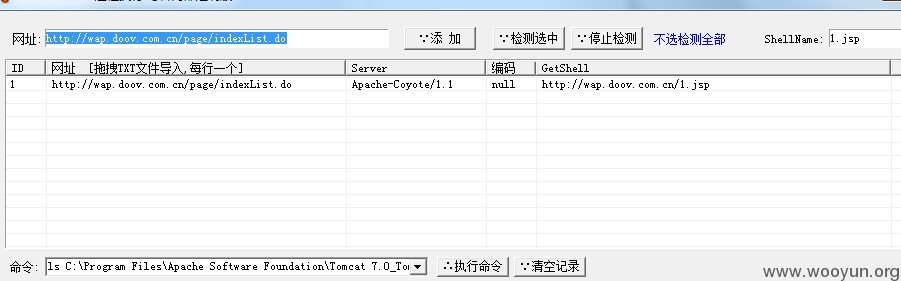 网址: http://wap.doov.com.cn/page/indexList.do ∵添 加 ∵检测选中 ∵停止检测 不选检测全部 ShellName: 1.jsp
ID 网址 [拖拽TXT文件导入,每行一个] Server 编码 GetShell
1 http://wap.doov.com.cn/page/indexList.do Apache-Coyote/1.1 null http://wap.doov.com.cn/1.jsp
命令: ls C:\Program Files\Apache Software Foundation\Tomcat 7.0_Tom ∴执行命令 ∵清空记录
www.wooyun.org